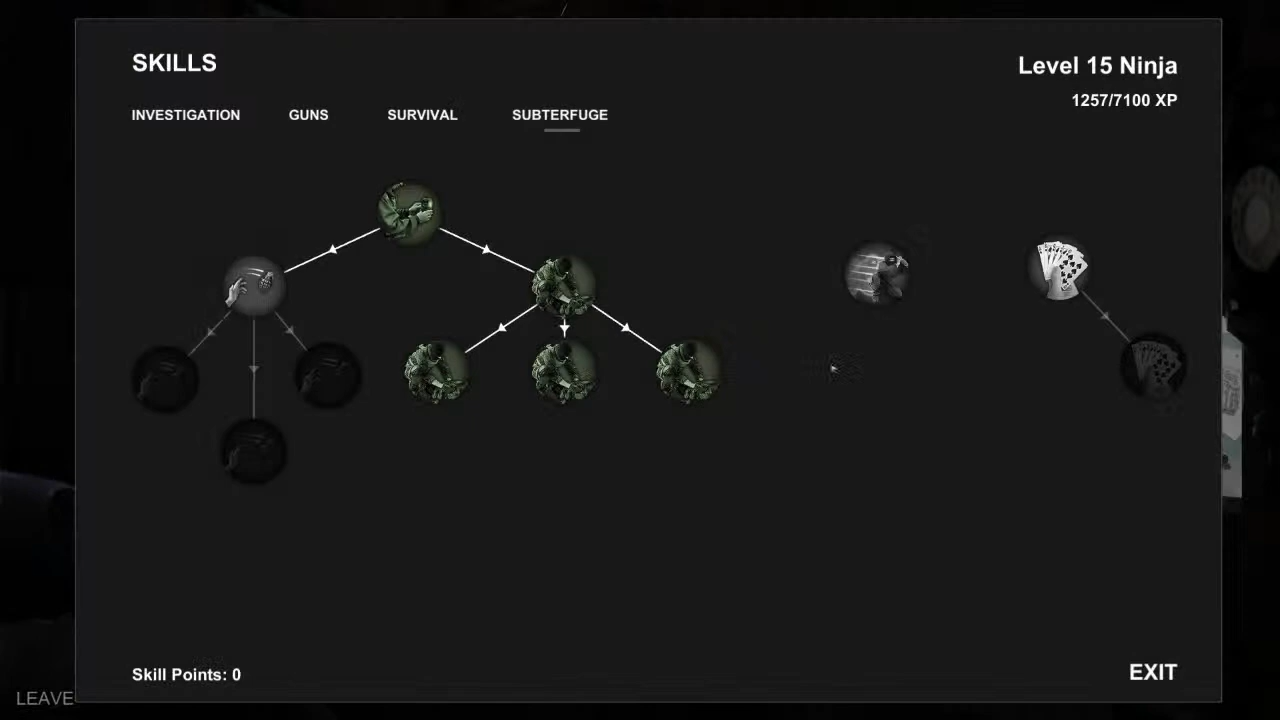 SKILLS
Level 15 Ninja
1257/7100 XP
INVESTIGATION GUNS SURVIVAL SUBTERFUGE
Skill Points: 0
EXIT
LEAVE